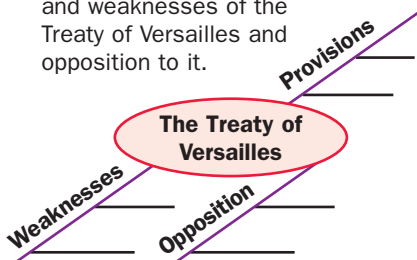 and weaknesses of the
Treaty of Versailles and
opposition to it.
Provisions
The Treaty of
Versailles
Weaknesses
Opposition